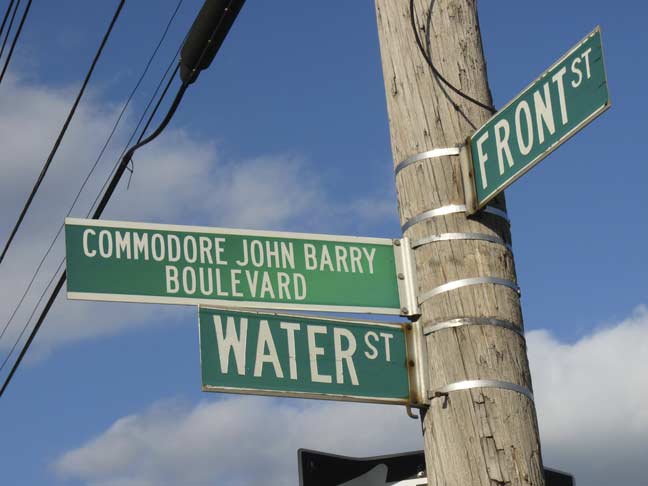 FRONT ST
COMMODORE JOHN BARRY
BOULEVARD
WATER ST